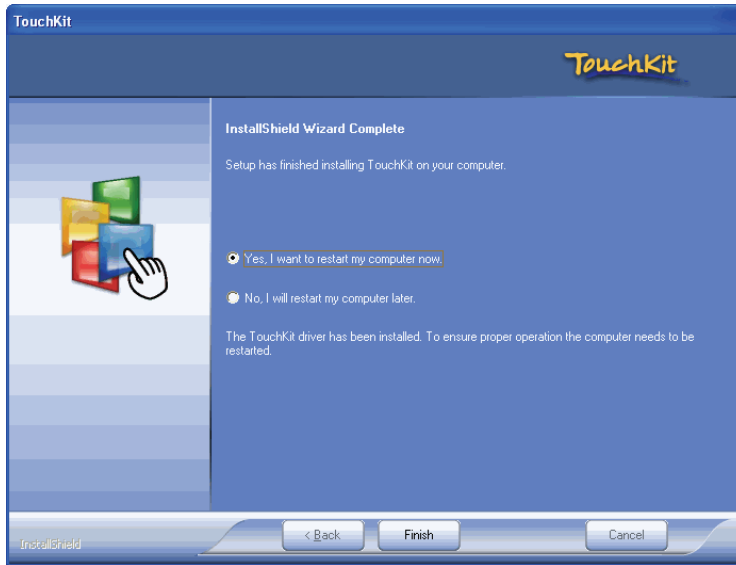 TouchKit
TouchKit
InstallShield Wizard Complete
Setup has finished installing TouchKit on your computer.
Yes, I want to restart my computer now.
No, I will restart my computer later.
The TouchKit driver has been installed. To ensure proper operation the computer needs to be
restarted.
InstallShield
< Back
Finish
Cancel